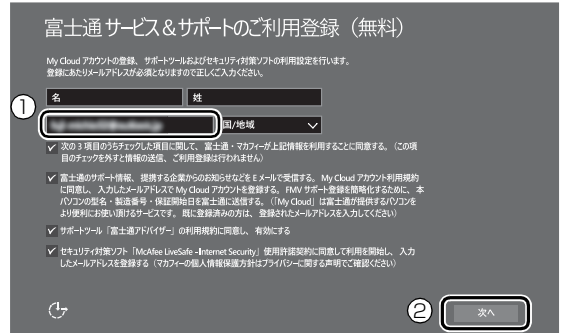 富士通サービス＆サポートのご利用登録（無料）
My Cloud アカウントの登録、サポートツールおよびセキュリティ対策ソフトの利用設定を行います。
登録にあたりメールアドレスが必須となりますので正しくご入力ください。
名 姓
①
国/地域
次の 3 項目のうちチェックした項目に関して、富士通・マカフィーが上記情報を利用することに同意する。（この項
目のチェックを外すと情報の送信、ご利用登録は行われません）
富士通のサポート情報、提携する企業からのお知らせなどを E メールで受信する。My Cloud アカウント利用規約
に同意し、入力したメールアドレスで My Cloud アカウントを登録する。FMV サポート登録を簡略化するために、本
パソコンの型名・製造番号・保証開始日を富士通に送信する。（「My Cloud」は富士通が提供するパソコンを
より便利にお使い頂けるサービスです。既に登録済みの方は、登録されたメールアドレスを入力してください）
サポートツール「富士通アドバイザー」の利用規約に同意し、有効にする
セキュリティ対策ソフト「McAfee LiveSafe -Internet Security」使用許諾契約に同意して利用を開始し、入力
したメールアドレスを登録する（マカフィーの個人情報保護方針はプライバシーに関する声明でご確認ください）
② 次へ